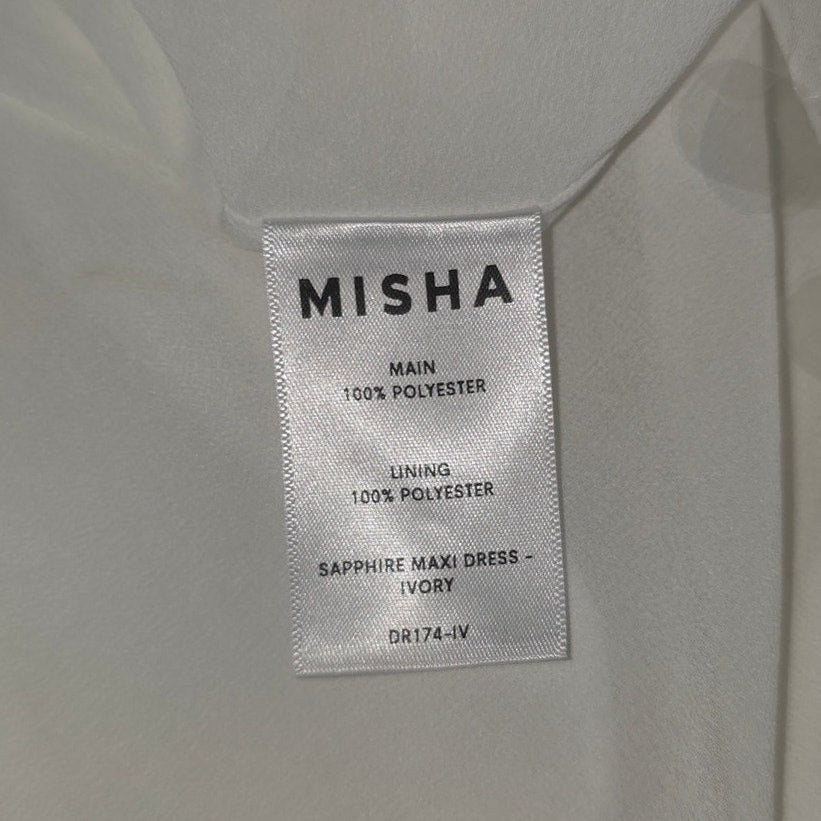 MISHA
MAIN
100% POLYESTER
LINING
100% POLYESTER
SAPPHIRE MAXI DRESS -
IVORY
DR174-IV